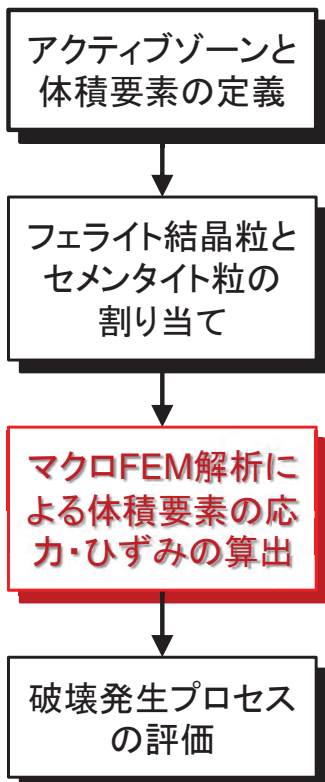 アクティブゾーンと
体積要素の定義
フェライト結晶粒と
セメンタイト粒の
割り当て
マクロFEM解析に
よる体積要素の応
力・ひずみの算出
破壊発生プロセス
の評価